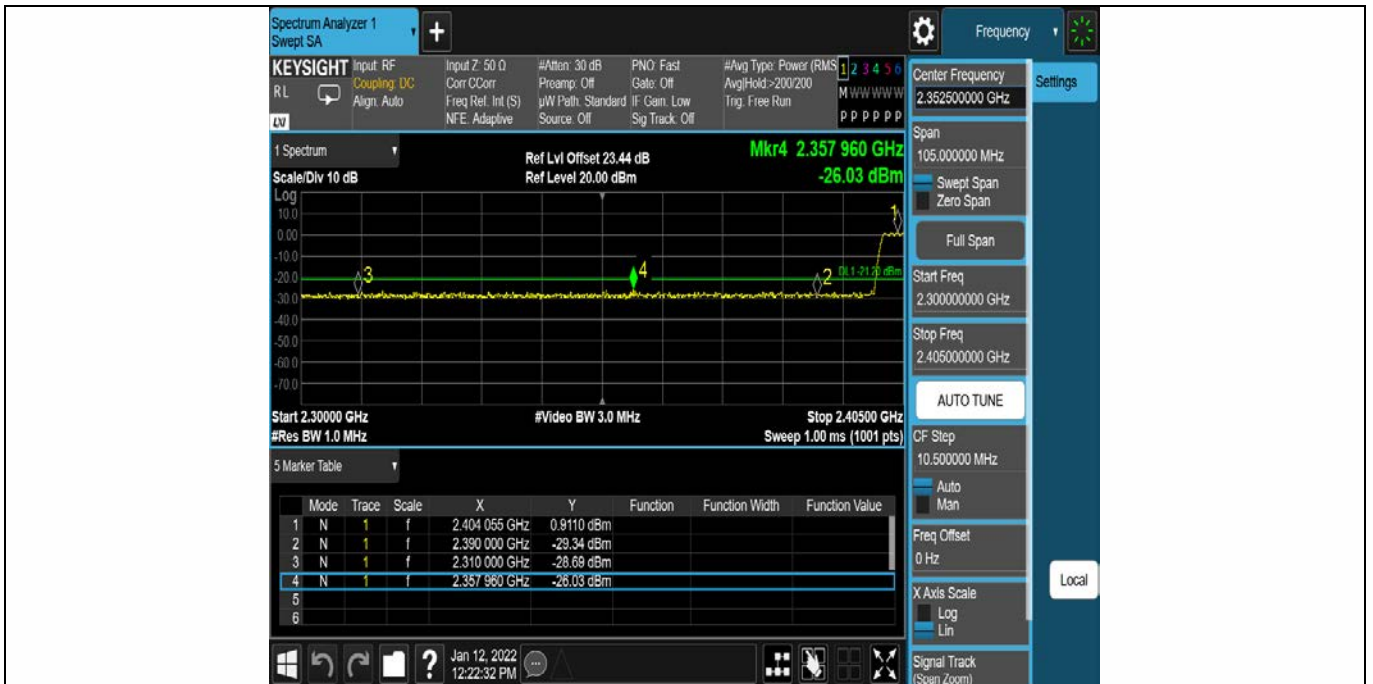 Spectrum Analyzer 1
Swept SA
+
Frequency
KEYSIGHT
RL
Input: RF
Coupling: DC
Align: Auto
Input Z: 50 Ω
Corr CCorr
Freq Ref: Int (S)
NFE: Adaptive
#Atten: 30 dB
Preamp: Off
µW Path: Standard
Source: Off
PNO: Fast
Gate: Off
IF Gain: Low
Sig Track: Off
#Avg Type: Power (RMS
Avg|Hold:>200/200
Trig: Free Run
1 2 3 4 5 6
M W W W W W
P P P P P P
1 Spectrum
Scale/Div 10 dB
Ref Lvl Offset 23.44 dB
Ref Level 20.00 dBm
Mkr4 2.357 960 GHz
-26.03 dBm
Log
10.0
0.00
-10.0
-20.0
-30.0
-40.0
-50.0
-60.0
-70.0
1
3
4
2
DL1 -21.20 dBm
Start 2.30000 GHz
#Video BW 3.0 MHz
Stop 2.40500 GHz
#Res BW 1.0 MHz
Sweep 1.00 ms (1001 pts)
5 Marker Table
Mode Trace Scale X Y Function Function Width Function Value
1 N 1 f 2.404 055 GHz 0.9110 dBm
2 N 1 f 2.390 000 GHz -29.34 dBm
3 N 1 f 2.310 000 GHz -28.69 dBm
4 N 1 f 2.357 960 GHz -26.03 dBm
5
6
?
Jan 12, 2022
12:22:32 PM
Center Frequency
2.352500000 GHz
Settings
Span
105.000000 MHz
Swept Span
Zero Span
Full Span
Start Freq
2.300000000 GHz
Stop Freq
2.405000000 GHz
AUTO TUNE
CF Step
10.500000 MHz
Auto
Man
Freq Offset
0 Hz
X Axis Scale
Log
Lin
Local
Signal Track
(Span Zoom)